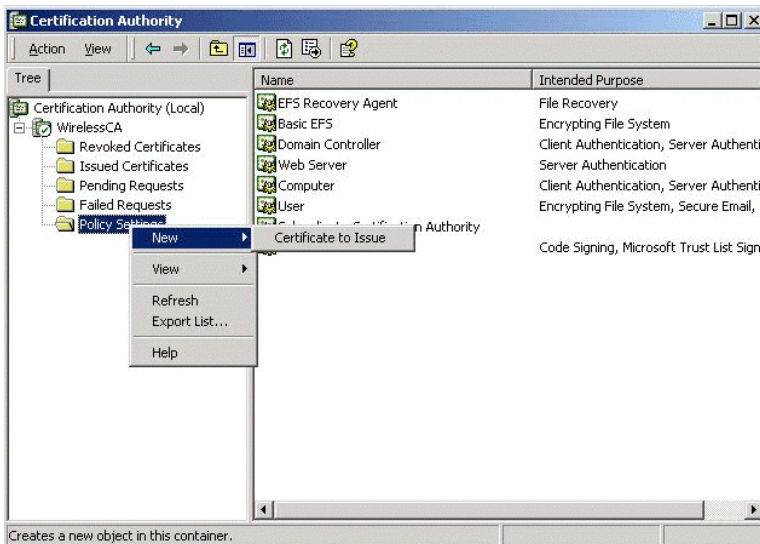 Certification Authority
Action View
Tree
Name Intended Purpose
Certification Authority (Local)
WirelessCA
Revoked Certificates
Issued Certificates
Pending Requests
Failed Requests
Policy Settings
EFS Recovery Agent File Recovery
Basic EFS Encrypting File System
Domain Controller Client Authentication, Server Authenti
Web Server Server Authentication
Computer Client Authentication, Server Authenti
User Encrypting File System, Secure Email,
Authority
Code Signing, Microsoft Trust List Sign
New
Certificate to Issue
View
Refresh
Export List...
Help
Creates a new object in this container.